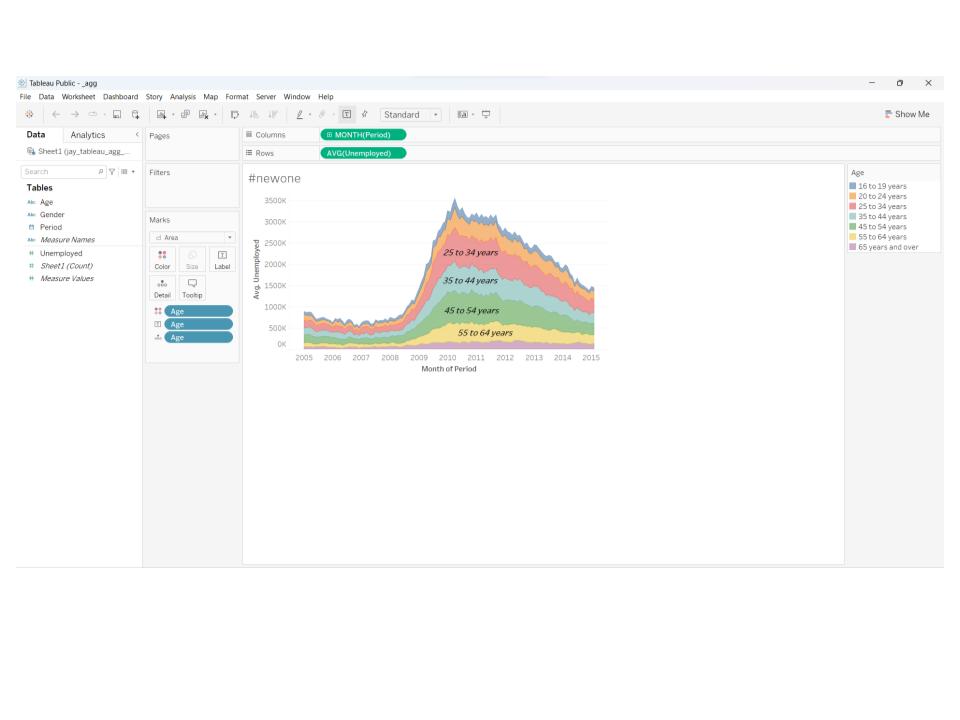 Tableau Public - _agg
File Data Worksheet Dashboard Story Analysis Map Format Server Window Help
Standard
Show Me
Data Analytics
Sheet1 (jay_tableau_agg_...
Search
Tables
Abc Age
Abc Gender
Period
Abc Measure Names
# Unemployed
# Sheet1 (Count)
# Measure Values
Pages
Filters
Marks
Area
Color Size Label
Detail Tooltip
Age
Age
Age
Columns MONTH(Period)
Rows AVG(Unemployed)
#newone
Avg. Unemployed
3500K
3000K
2500K
2000K
1500K
1000K
500K
0K
25 to 34 years
35 to 44 years
45 to 54 years
55 to 64 years
2005 2006 2007 2008 2009 2010 2011 2012 2013 2014 2015
Month of Period
Age
16 to 19 years
20 to 24 years
25 to 34 years
35 to 44 years
45 to 54 years
55 to 64 years
65 years and over